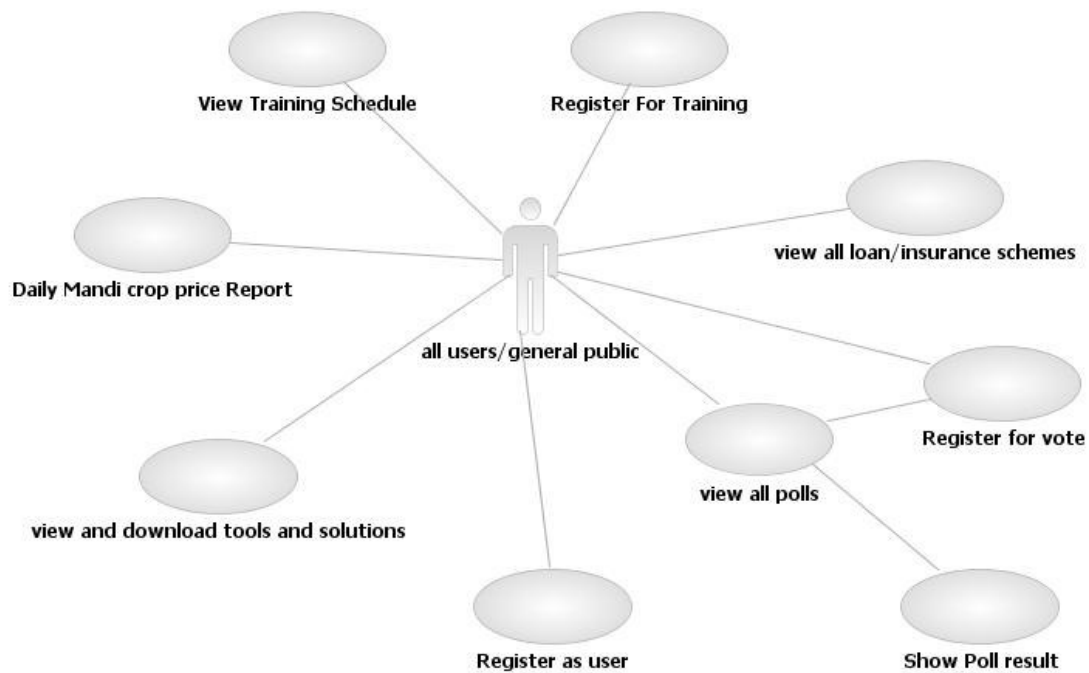 View Training Schedule
Register For Training
view all loan/insurance schemes
Daily Mandi crop price Report
all users/general public
Register for vote
view all polls
view and download tools and solutions
Register as user
Show Poll result